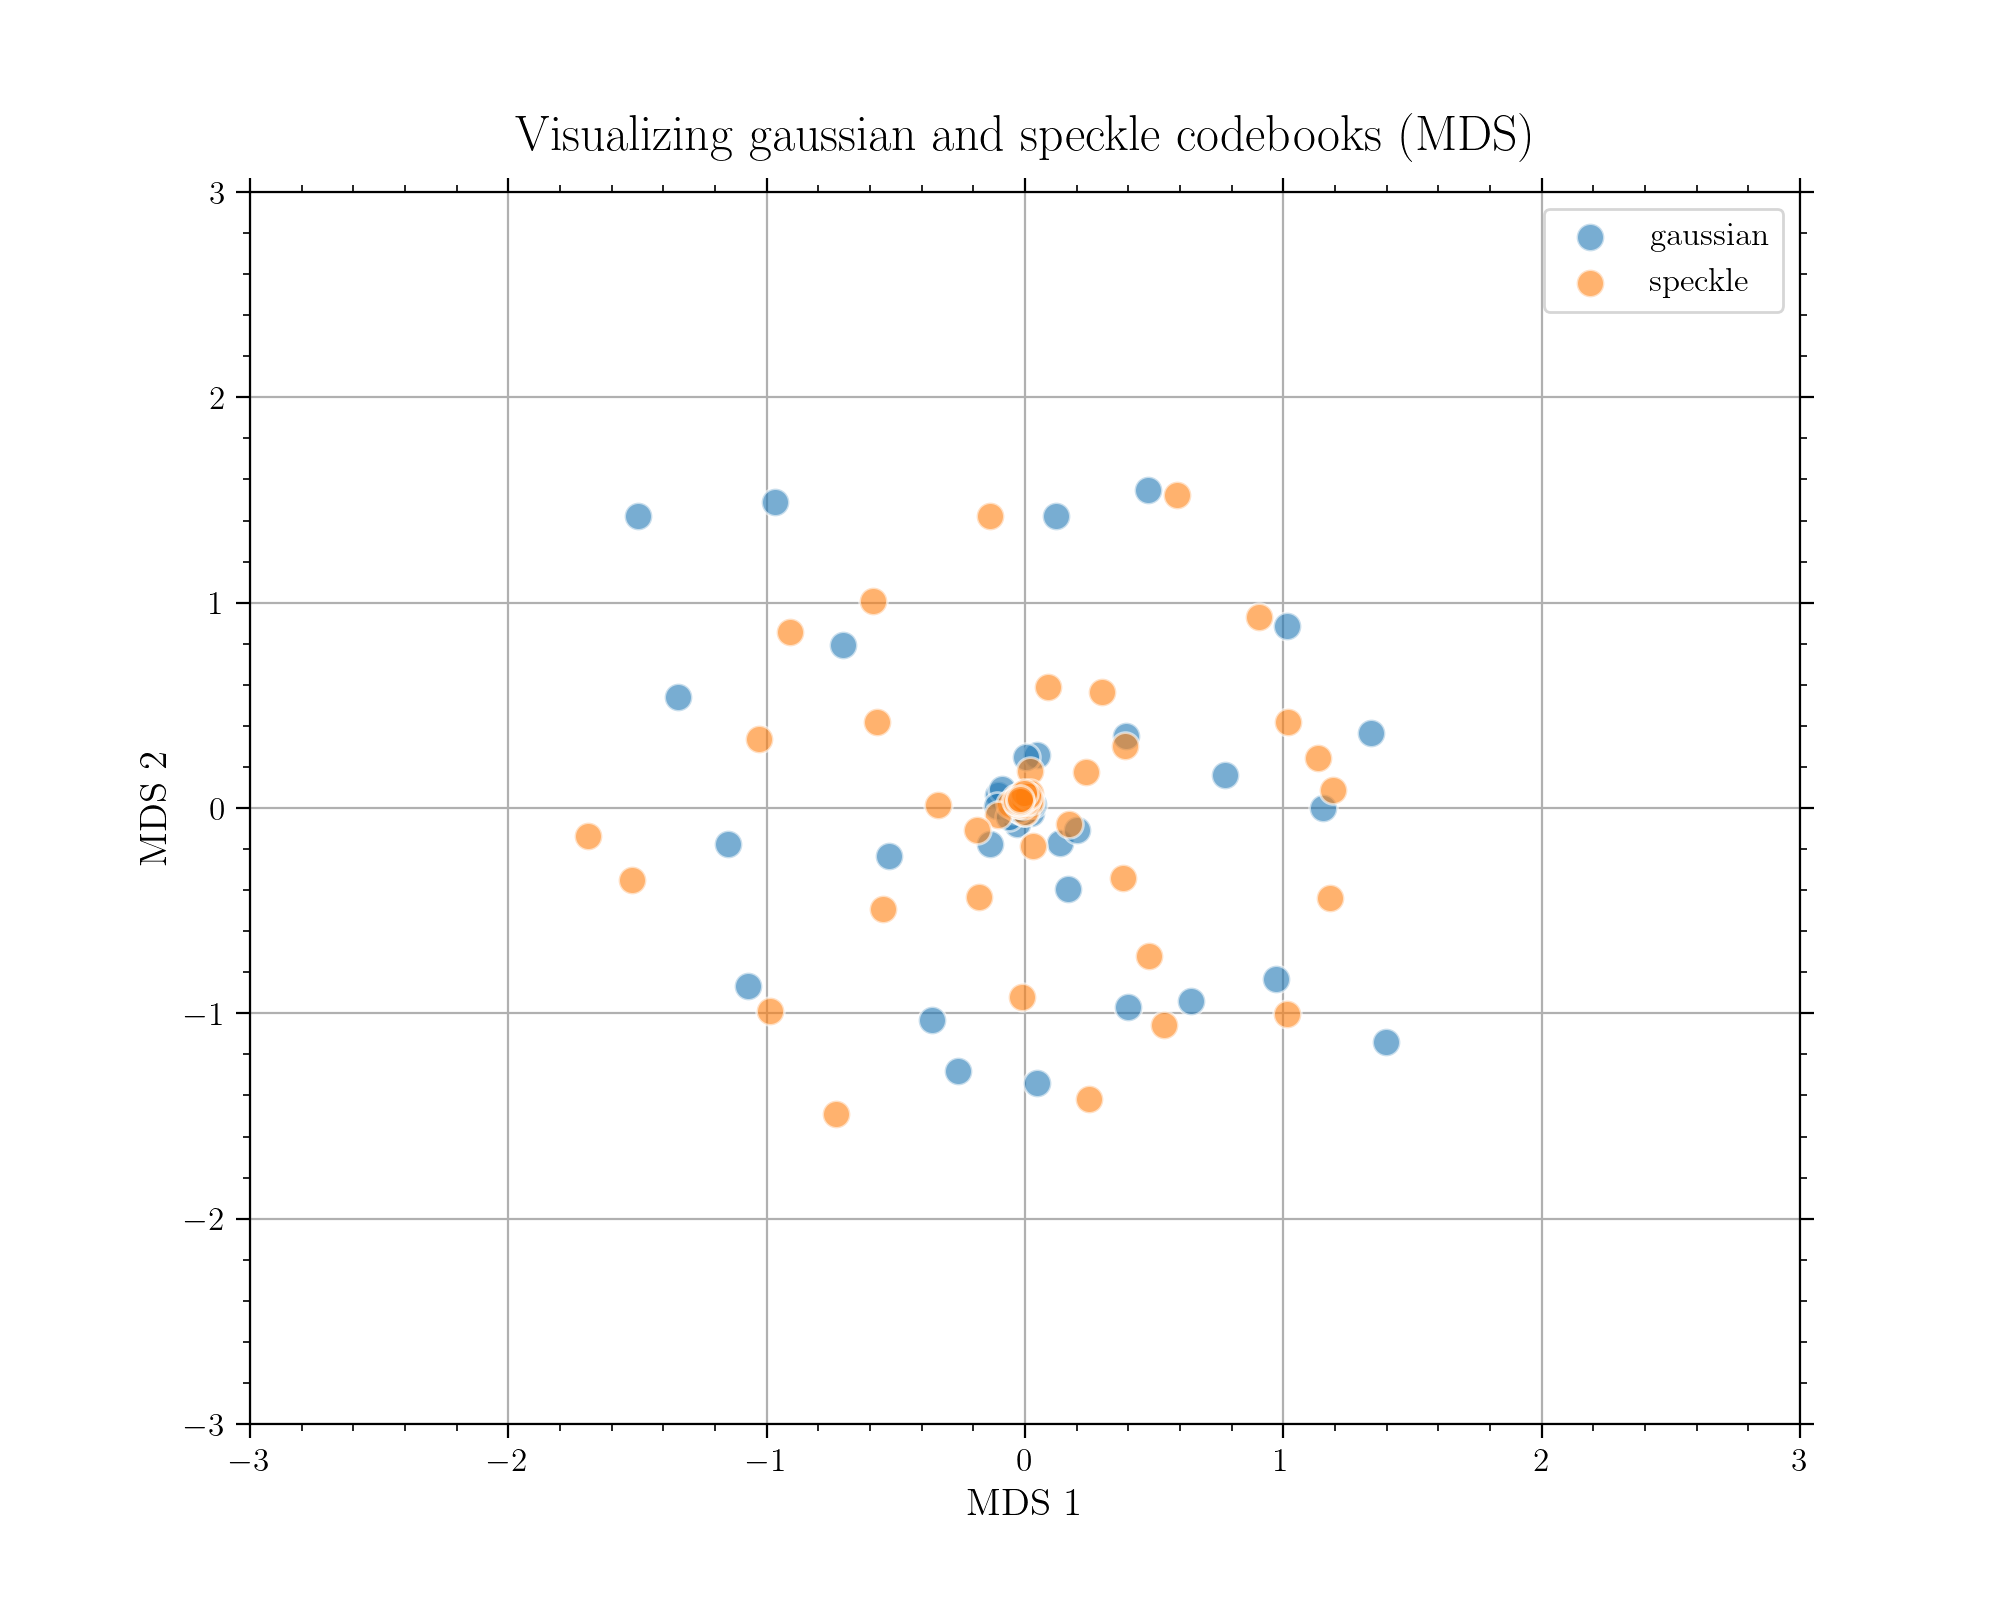 Visualizing gaussian and speckle codebooks (MDS)
3
gaussian
speckle
2
1
0
−1
−2
−3
MDS 2
−3 −2 −1 0 1 2 3
MDS 1